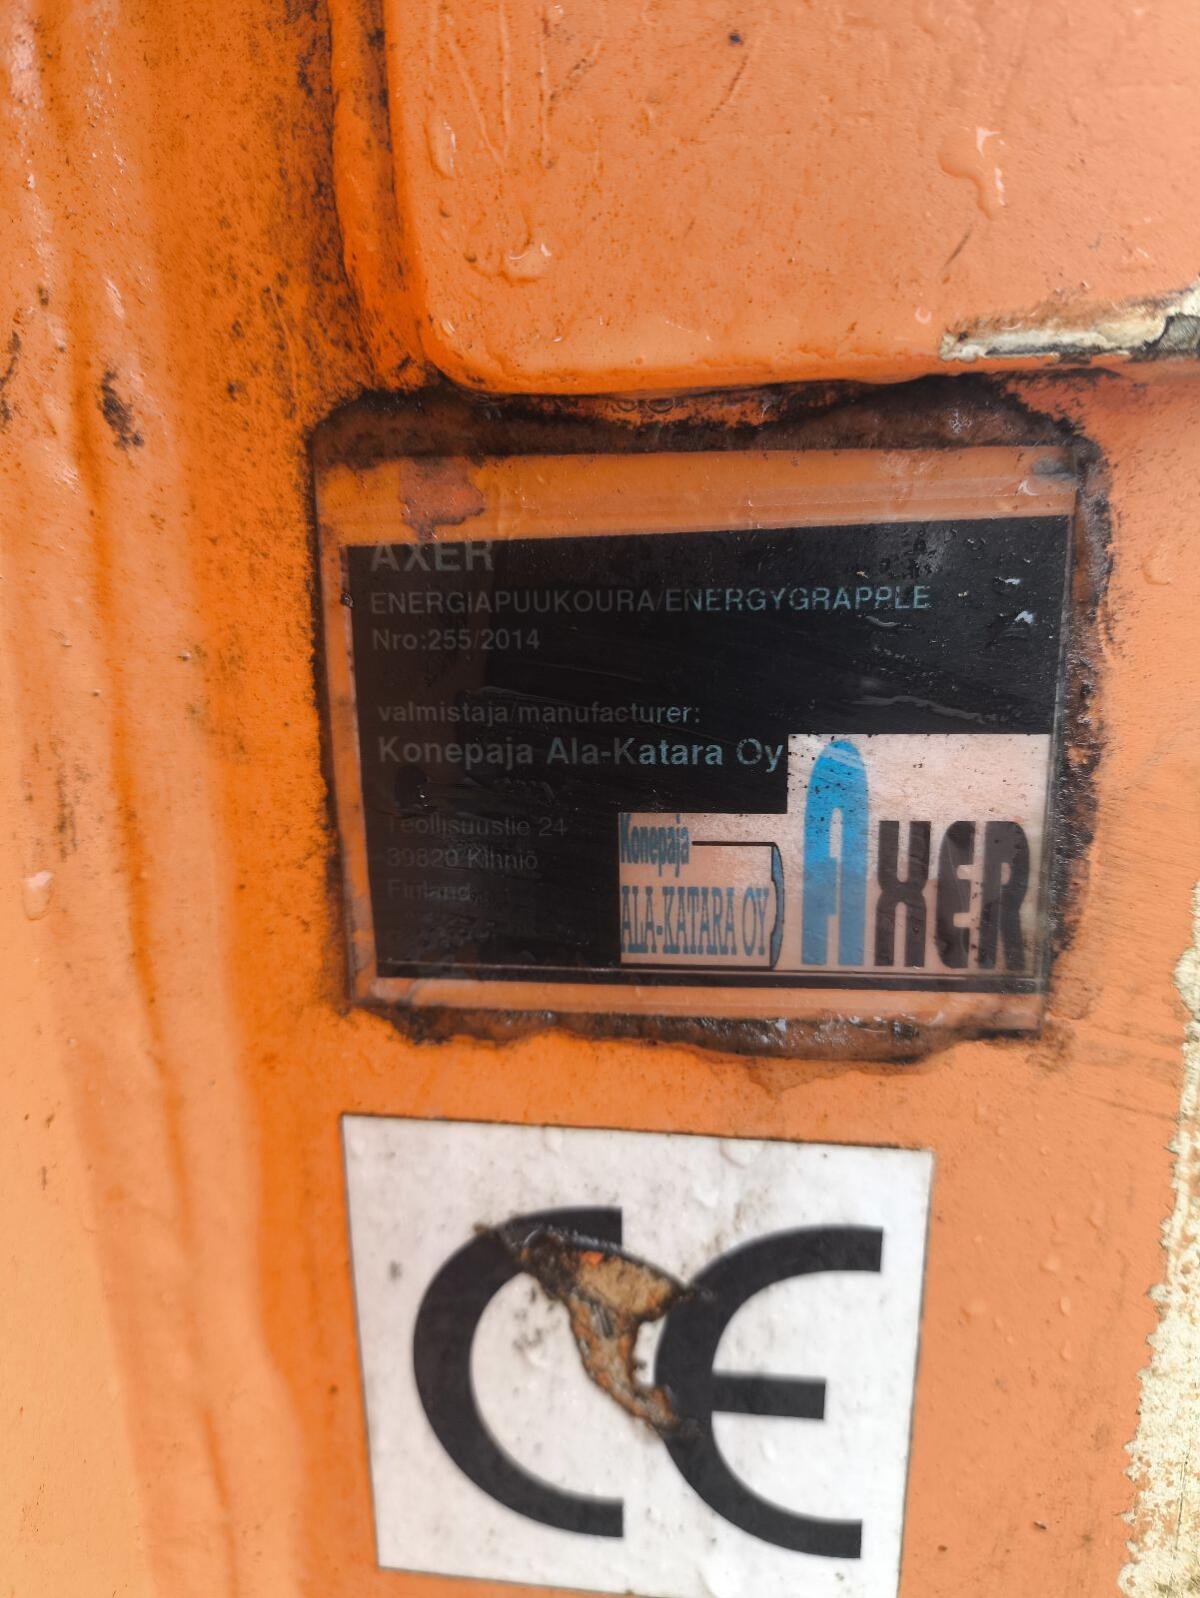 AXER
ENERGIAPUUKOURA/ENERGYGRAPPLE
Nro:255/2014
valmistaja/manufacturer:
Konepaja Ala-Katara Oy
Teollisuustie 24
39820 Kihniö
Finland
Konepaja
ALA-KATARA OY
AXER
CE